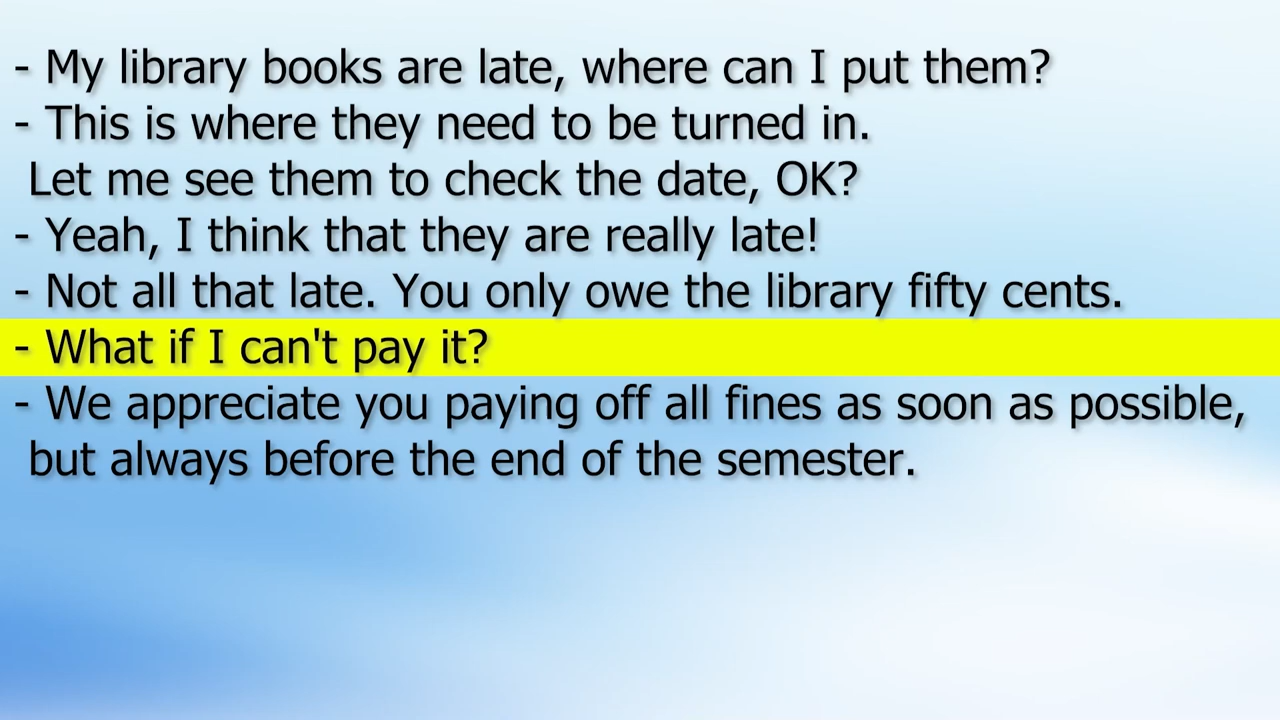 - My library books are late, where can I put them?
- This is where they need to be turned in.
Let me see them to check the date, OK?
- Yeah, I think that they are really late!
- Not all that late. You only owe the library fifty cents.
- What if I can't pay it?
- We appreciate you paying off all fines as soon as possible,
but always before the end of the semester.